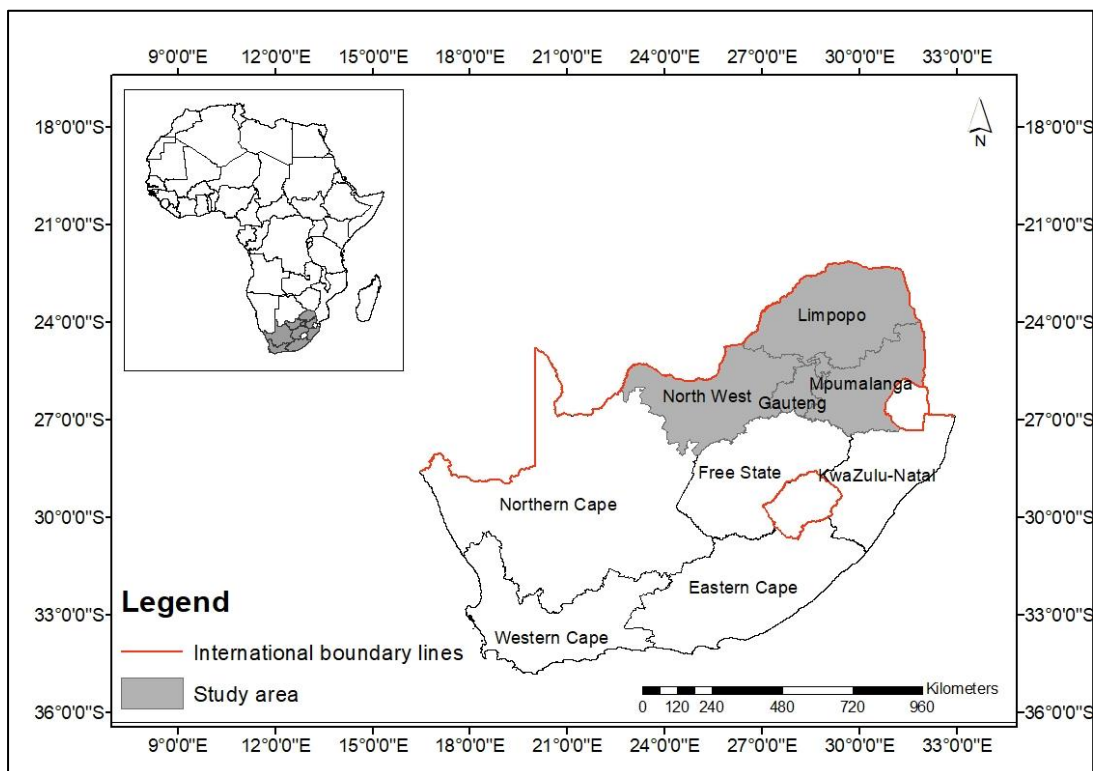 9°0'0"E 12°0'0"E 15°0'0"E 18°0'0"E 21°0'0"E 24°0'0"E 27°0'0"E 30°0'0"E 33°0'0"E
N
18°0'0"S 18°0'0"S
21°0'0"S 21°0'0"S
24°0'0"S 24°0'0"S
Limpopo
Mpumalanga
North West
Gauteng
27°0'0"S 27°0'0"S
Free State
KwaZulu-Natal
Northern Cape
30°0'0"S 30°0'0"S
Eastern Cape
Legend
33°0'0"S 33°0'0"S
Western Cape
International boundary lines
Study area
Kilometers
0 120 240 480 720 960
36°0'0"S 36°0'0"S
9°0'0"E 12°0'0"E 15°0'0"E 18°0'0"E 21°0'0"E 24°0'0"E 27°0'0"E 30°0'0"E 33°0'0"E